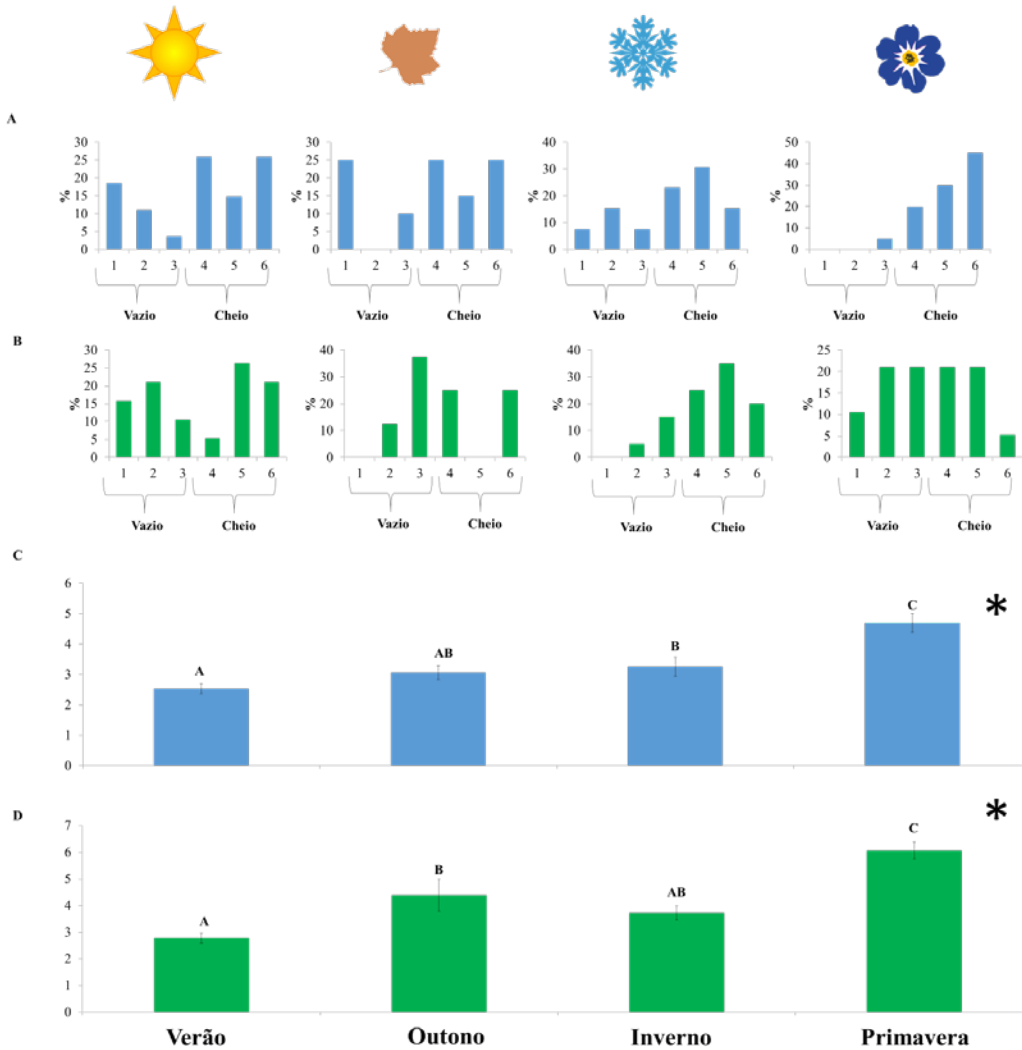 A
30 30 40 50
25 25 40
20 20 30 30
15 15 20
10 10 10 20
5 5 10
0 0 0 0
% % % %
1 2 3 4 5 6 1 2 3 4 5 6 1 2 3 4 5 6 1 2 3 4 5 6
Vazio Cheio Vazio Cheio Vazio Cheio Vazio Cheio
B
30 40 40 25
25 20
20 30 30 15
15 20 20
10 10 10 10
5 5
0 0 0 0
% % % %
1 2 3 4 5 6 1 2 3 4 5 6 1 2 3 4 5 6 1 2 3 4 5 6
Vazio Cheio Vazio Cheio Vazio Cheio Vazio Cheio
C
6
5
4
3
2
1
0
A AB B C *
D
7
6
5
4
3
2
1
0
A B AB C *
Verão Outono Inverno Primavera